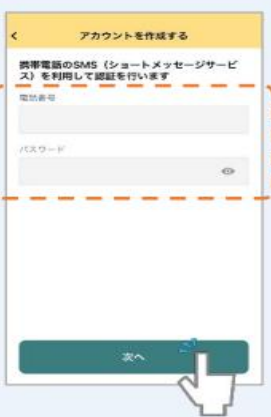 アカウントを作成する
携帯電話のSMS（ショートメッセージサービ
ス）を利用して認証を行います
電話番号
パスワード
次へ